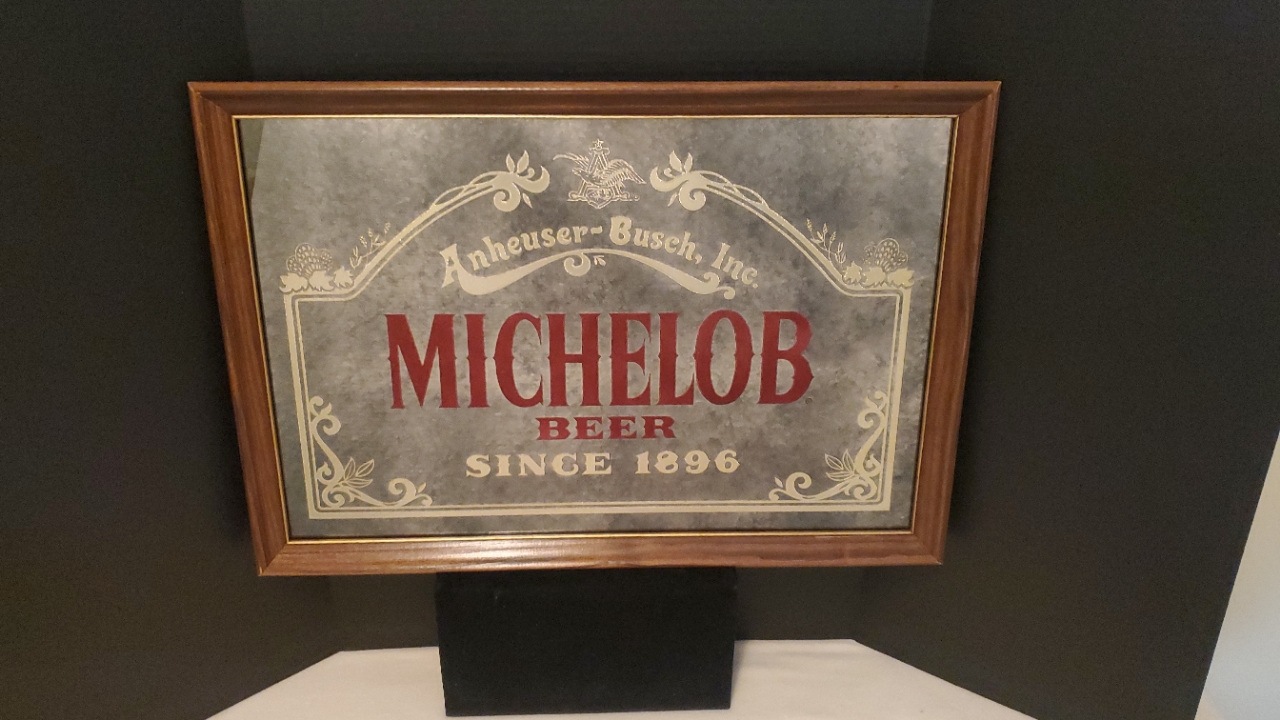 Anheuser-Busch, Inc.
MICHELOB
BEER
SINCE 1896